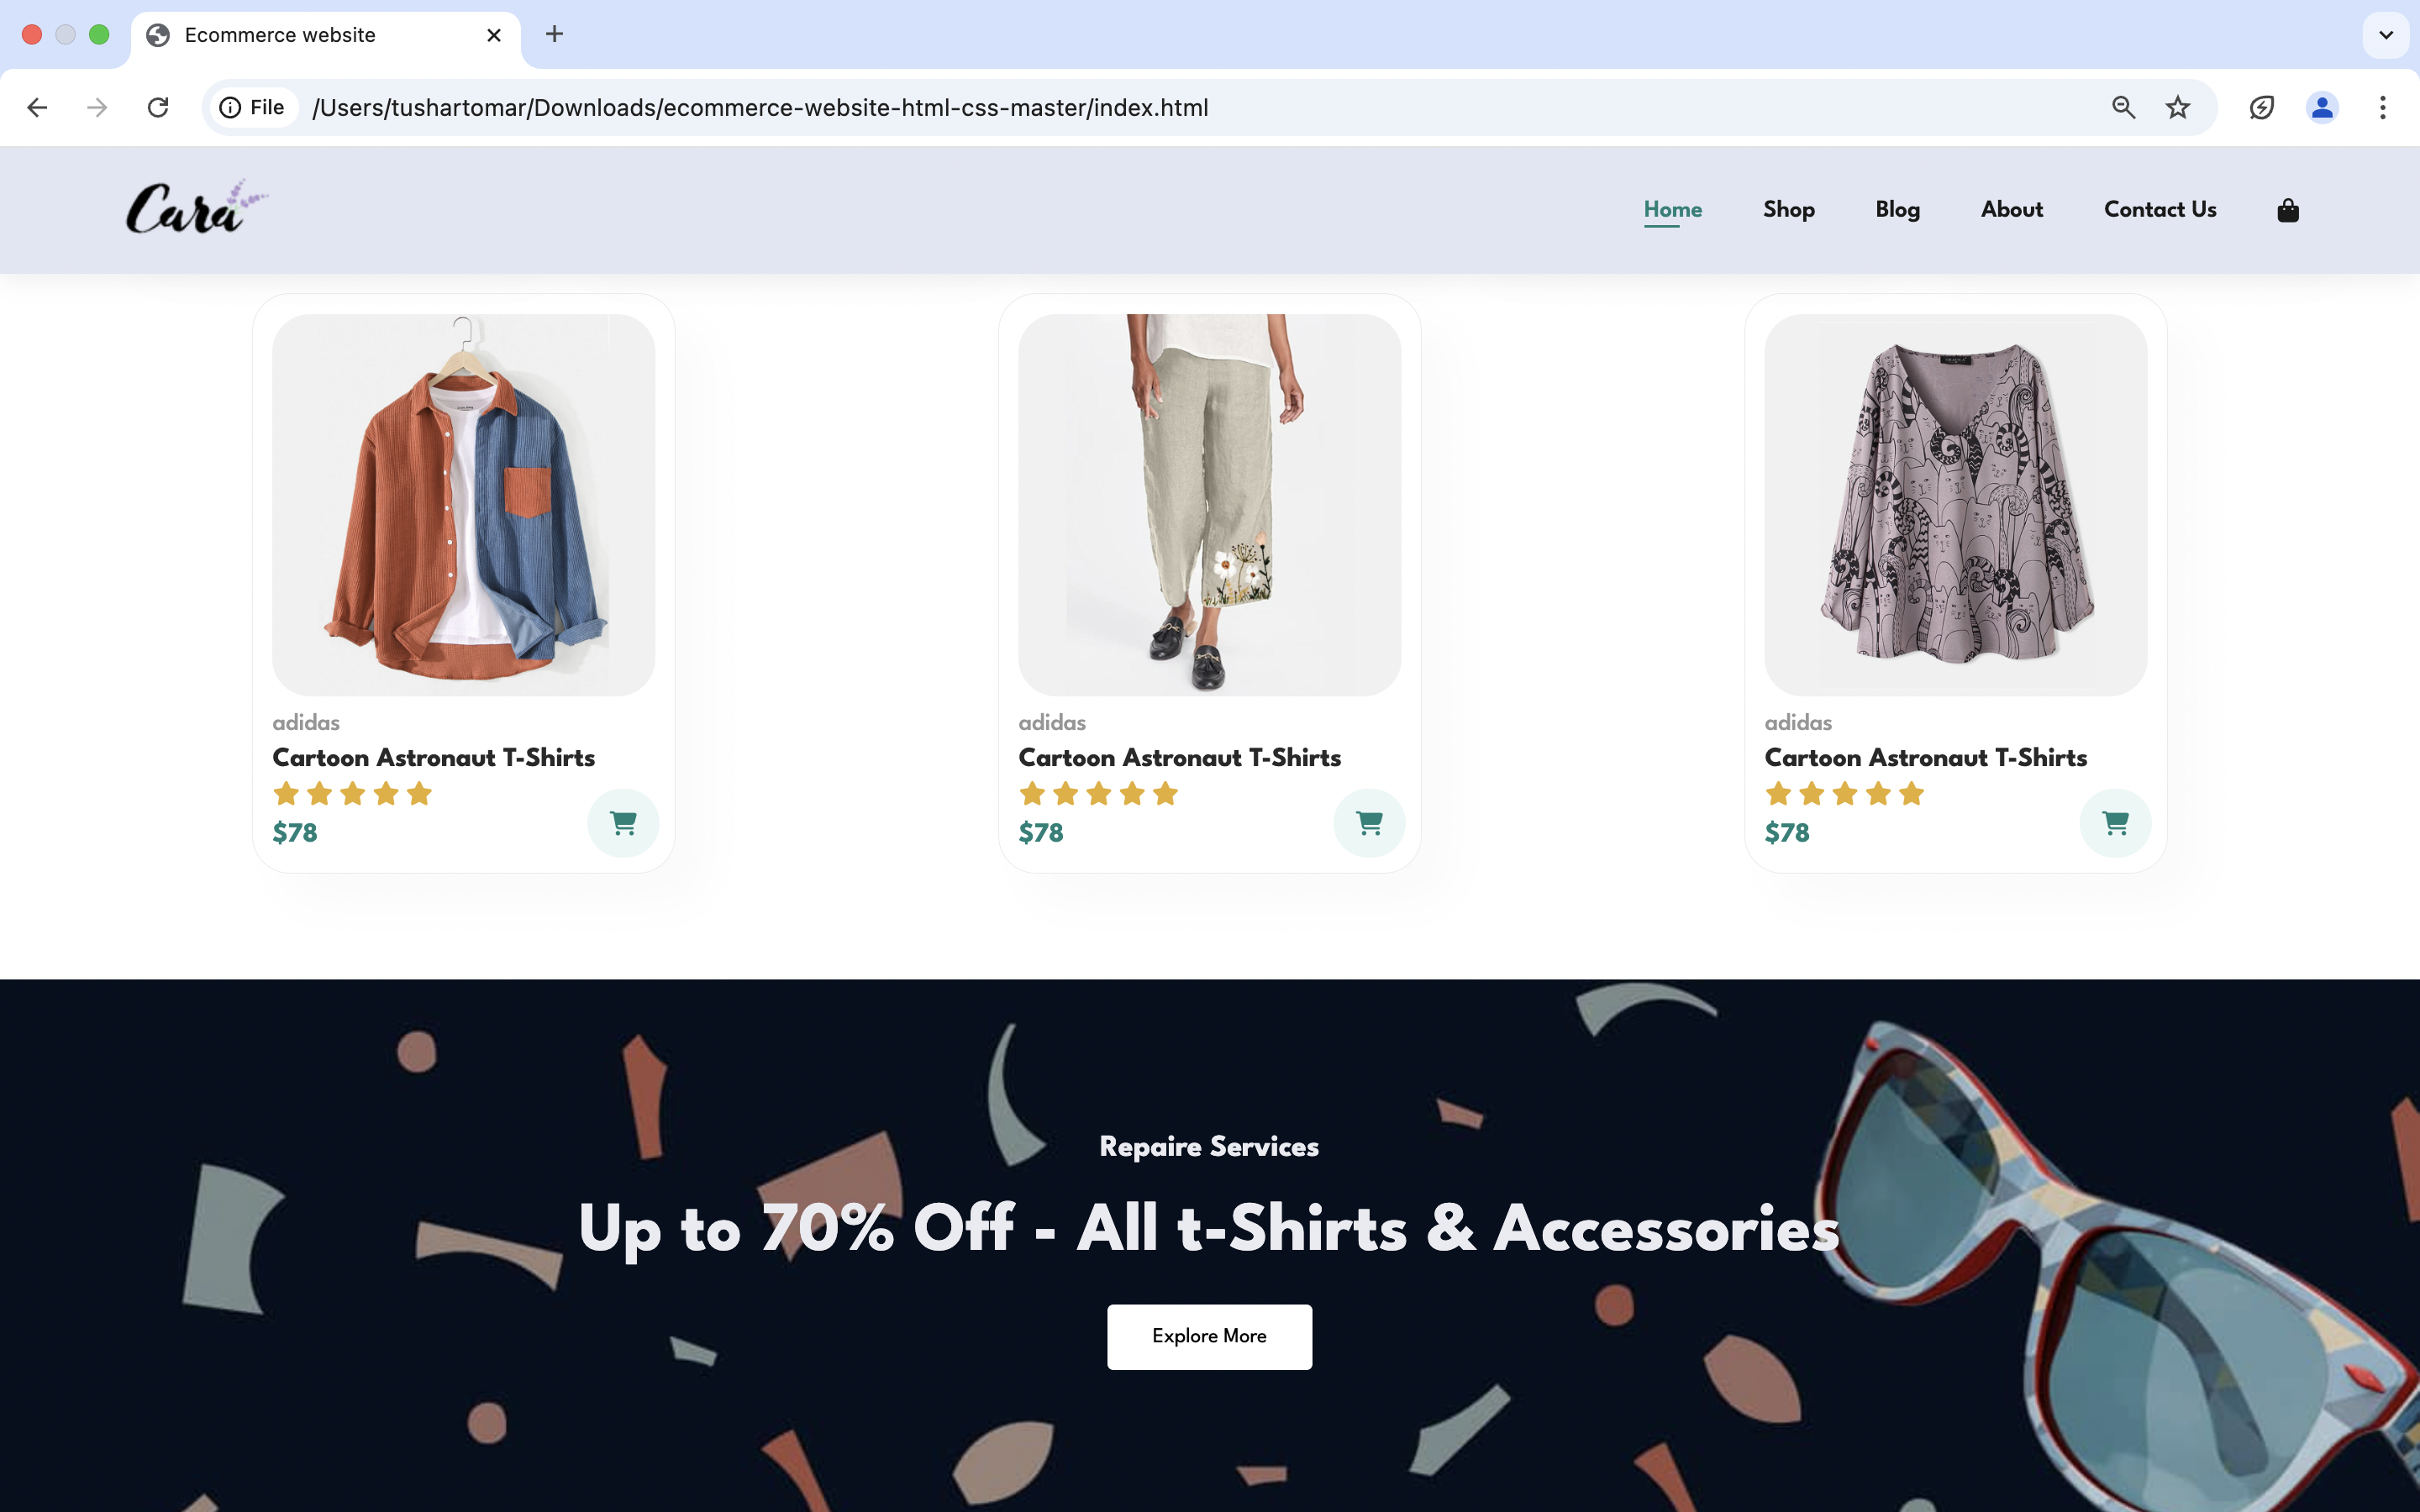 Ecommerce website
File /Users/tushartomar/Downloads/ecommerce-website-html-css-master/index.html
Cara
Home Shop Blog About Contact Us
adidas
Cartoon Astronaut T-Shirts
$78
adidas
Cartoon Astronaut T-Shirts
$78
adidas
Cartoon Astronaut T-Shirts
$78
Repaire Services
Up to 70% Off - All t-Shirts & Accessories
Explore More